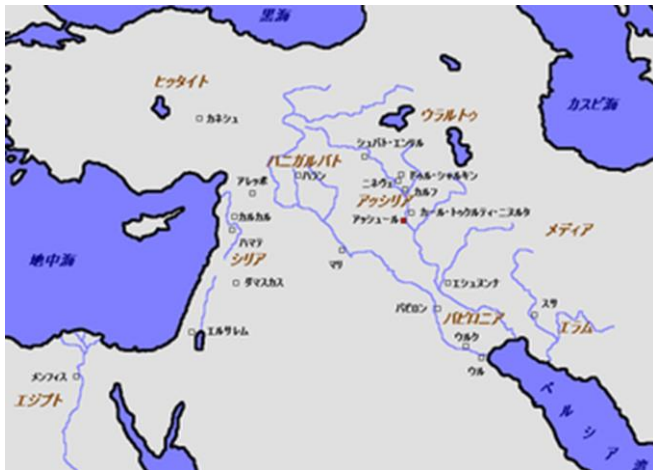 黒海
ヒッタイト
カスピ海
カネシュ
ウラルトゥ
シュバト・エンリル
ハニガルバト
ハラン
ドゥル・シャルキン
ニネヴェ
カルフ
アレッポ
アッシリア
カルカル
アッシュール
カール・トゥクルティ・ニヌルタ
ハマテ
メディア
地中海
シリア
マリ
ダマスカス
エシュヌンナ
スサ
バビロン
バビロニア
エラム
エルサレム
ウルク
ウル
メンフィス
エジプト
ペルシア湾